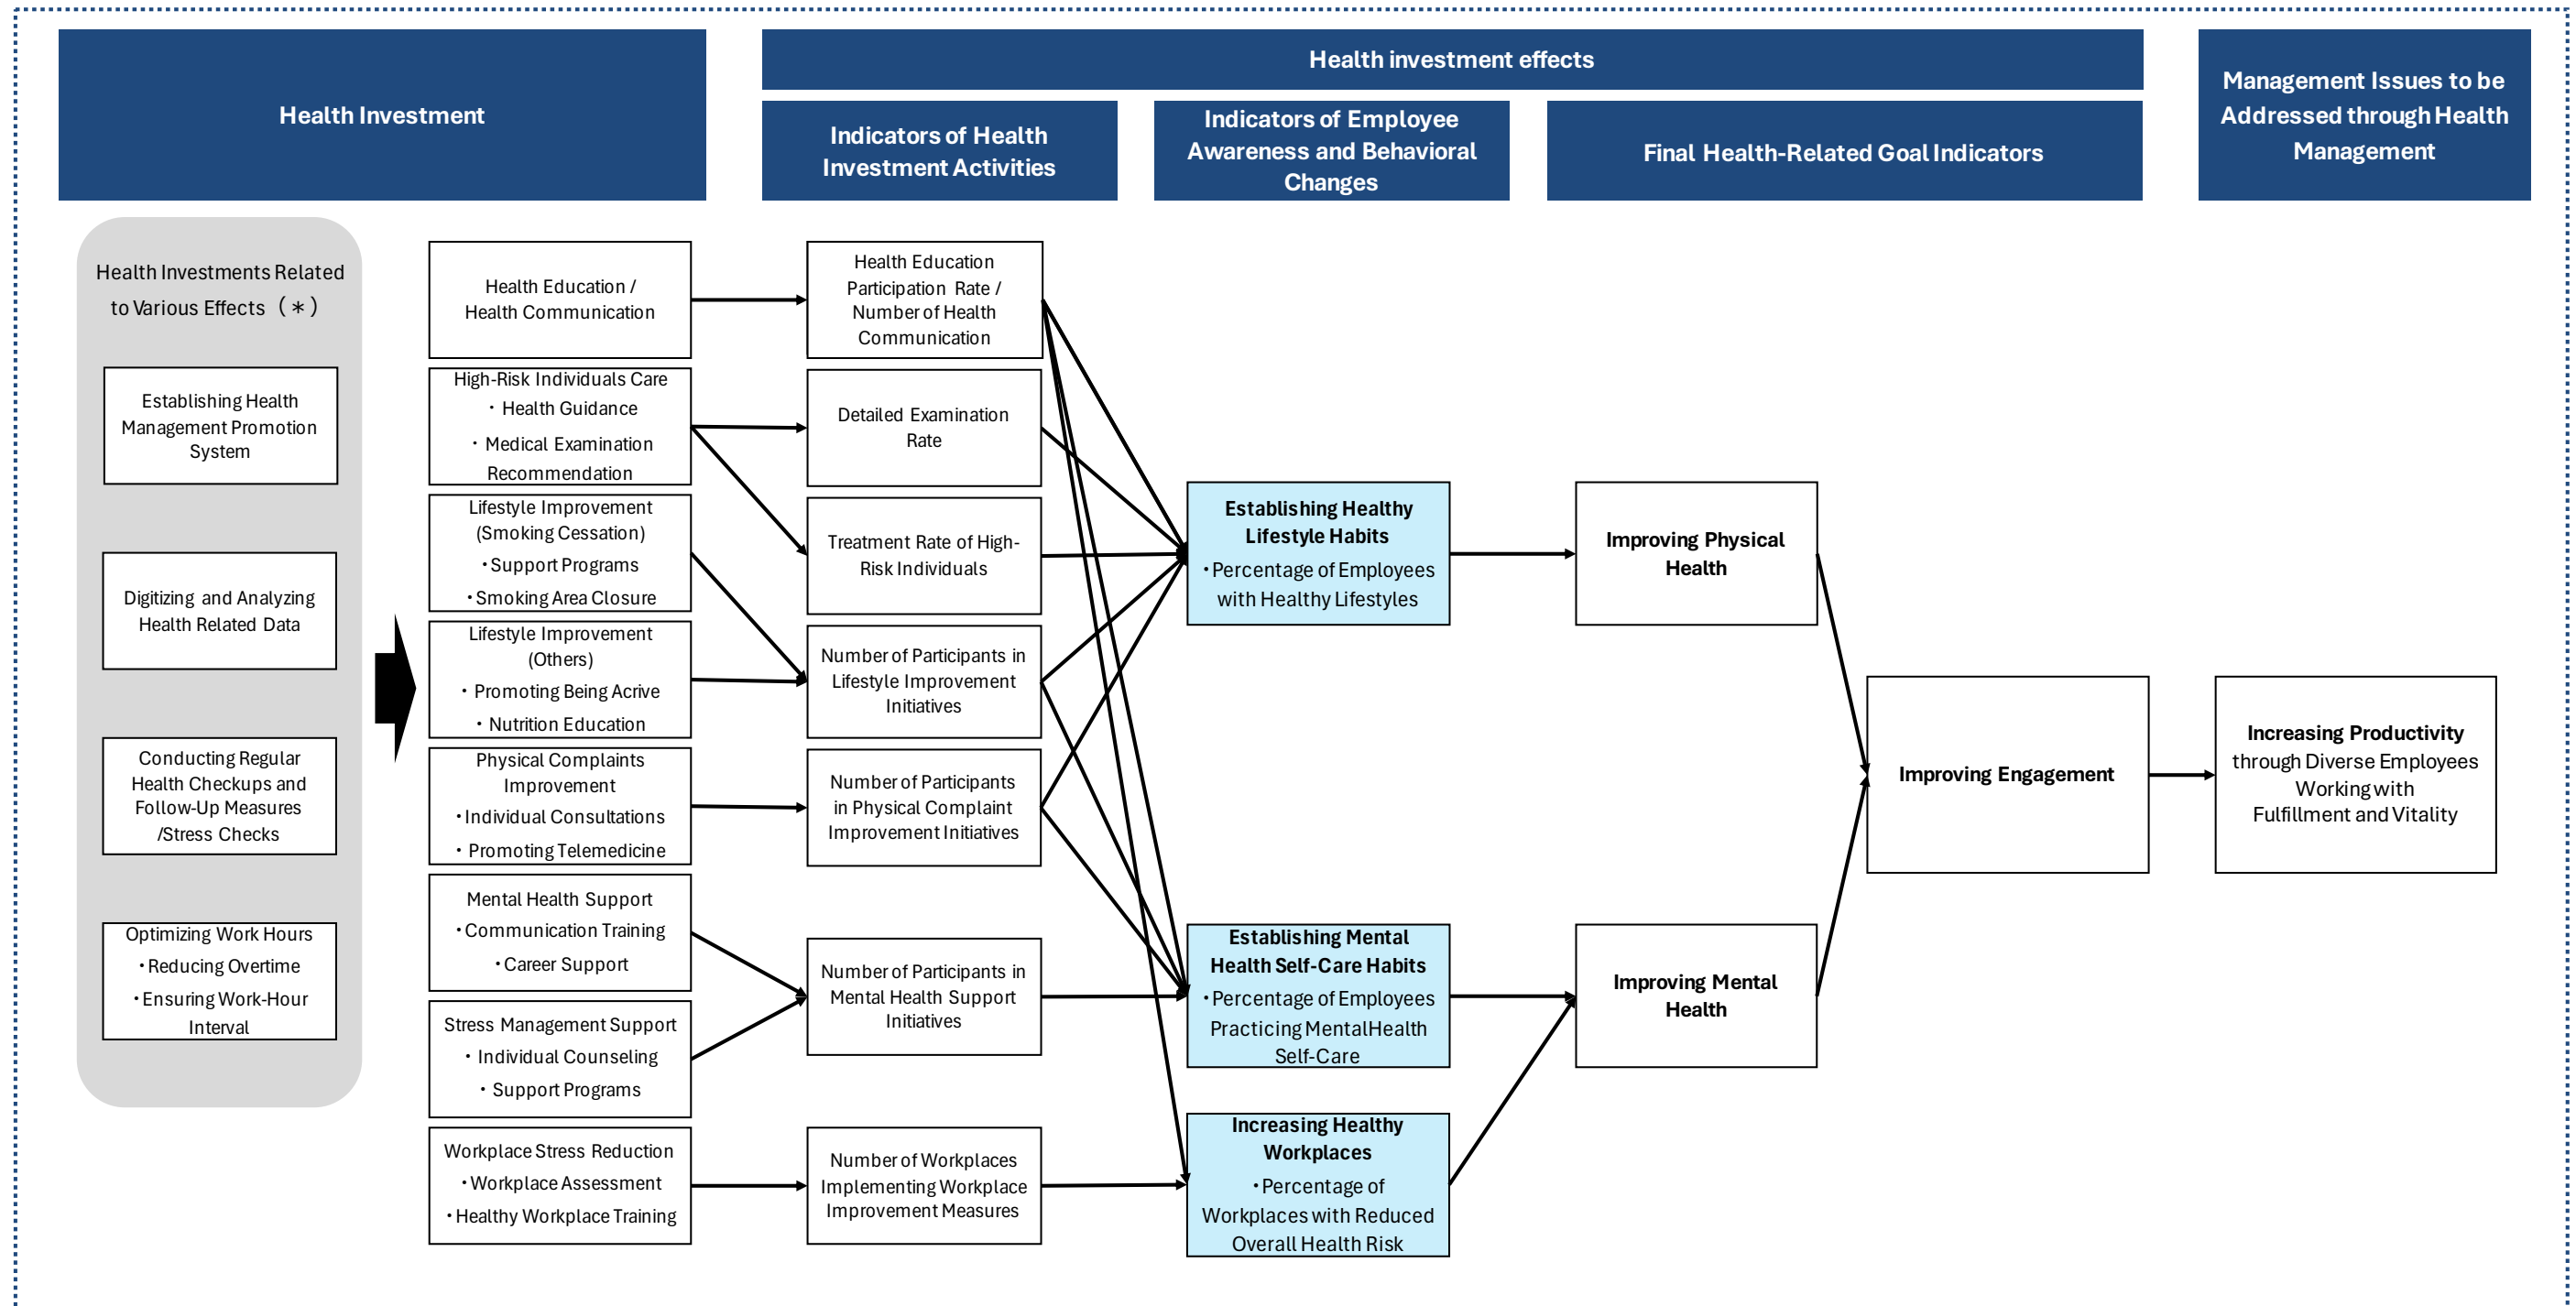 Health Investment
Health investment effects
Indicators of Health
Investment Activities
Indicators of Employee
Awareness and Behavioral
Changes
Final Health-Related Goal Indicators
Management Issues to be
Addressed through Health
Management
Health Investments Related
to Various Effects（*）
Establishing Health
Management Promotion
System
Digitizing and Analyzing
Health Related Data
Conducting Regular
Health Checkups and
Follow-Up Measures
/Stress Checks
Optimizing Work Hours
・Reducing Overtime
・Ensuring Work-Hour
Interval
Health Education /
Health Communication
High-Risk Individuals Care
・Health Guidance
・Medical Examination
Recommendation
Lifestyle Improvement
(Smoking Cessation)
・Support Programs
・Smoking Area Closure
Lifestyle Improvement
(Others)
・Promoting Being Acrive
・Nutrition Education
Physical Complaints
Improvement
・Individual Consultations
・Promoting Telemedicine
Mental Health Support
・Communication Training
・Career Support
Stress Management Support
・Individual Counseling
・Support Programs
Workplace Stress Reduction
・Workplace Assessment
・Healthy Workplace Training
Health Education
Participation Rate /
Number of Health
Communication
Detailed Examination
Rate
Treatment Rate of High-
Risk Individuals
Number of Participants in
Lifestyle Improvement
Initiatives
Number of Participants
in Physical Complaint
Improvement Initiatives
Number of Participants in
Mental Health Support
Initiatives
Number of Workplaces
Implementing Workplace
Improvement Measures
Establishing Healthy
Lifestyle Habits
・Percentage of Employees
with Healthy Lifestyles
Establishing Mental
Health Self-Care Habits
・Percentage of Employees
Practicing MentalHealth
Self-Care
Increasing Healthy
Workplaces
・Percentage of
Workplaces with Reduced
Overall Health Risk
Improving Physical
Health
Improving Mental
Health
Improving Engagement
Increasing Productivity
through Diverse Employees
Working with
Fulfillment and Vitality